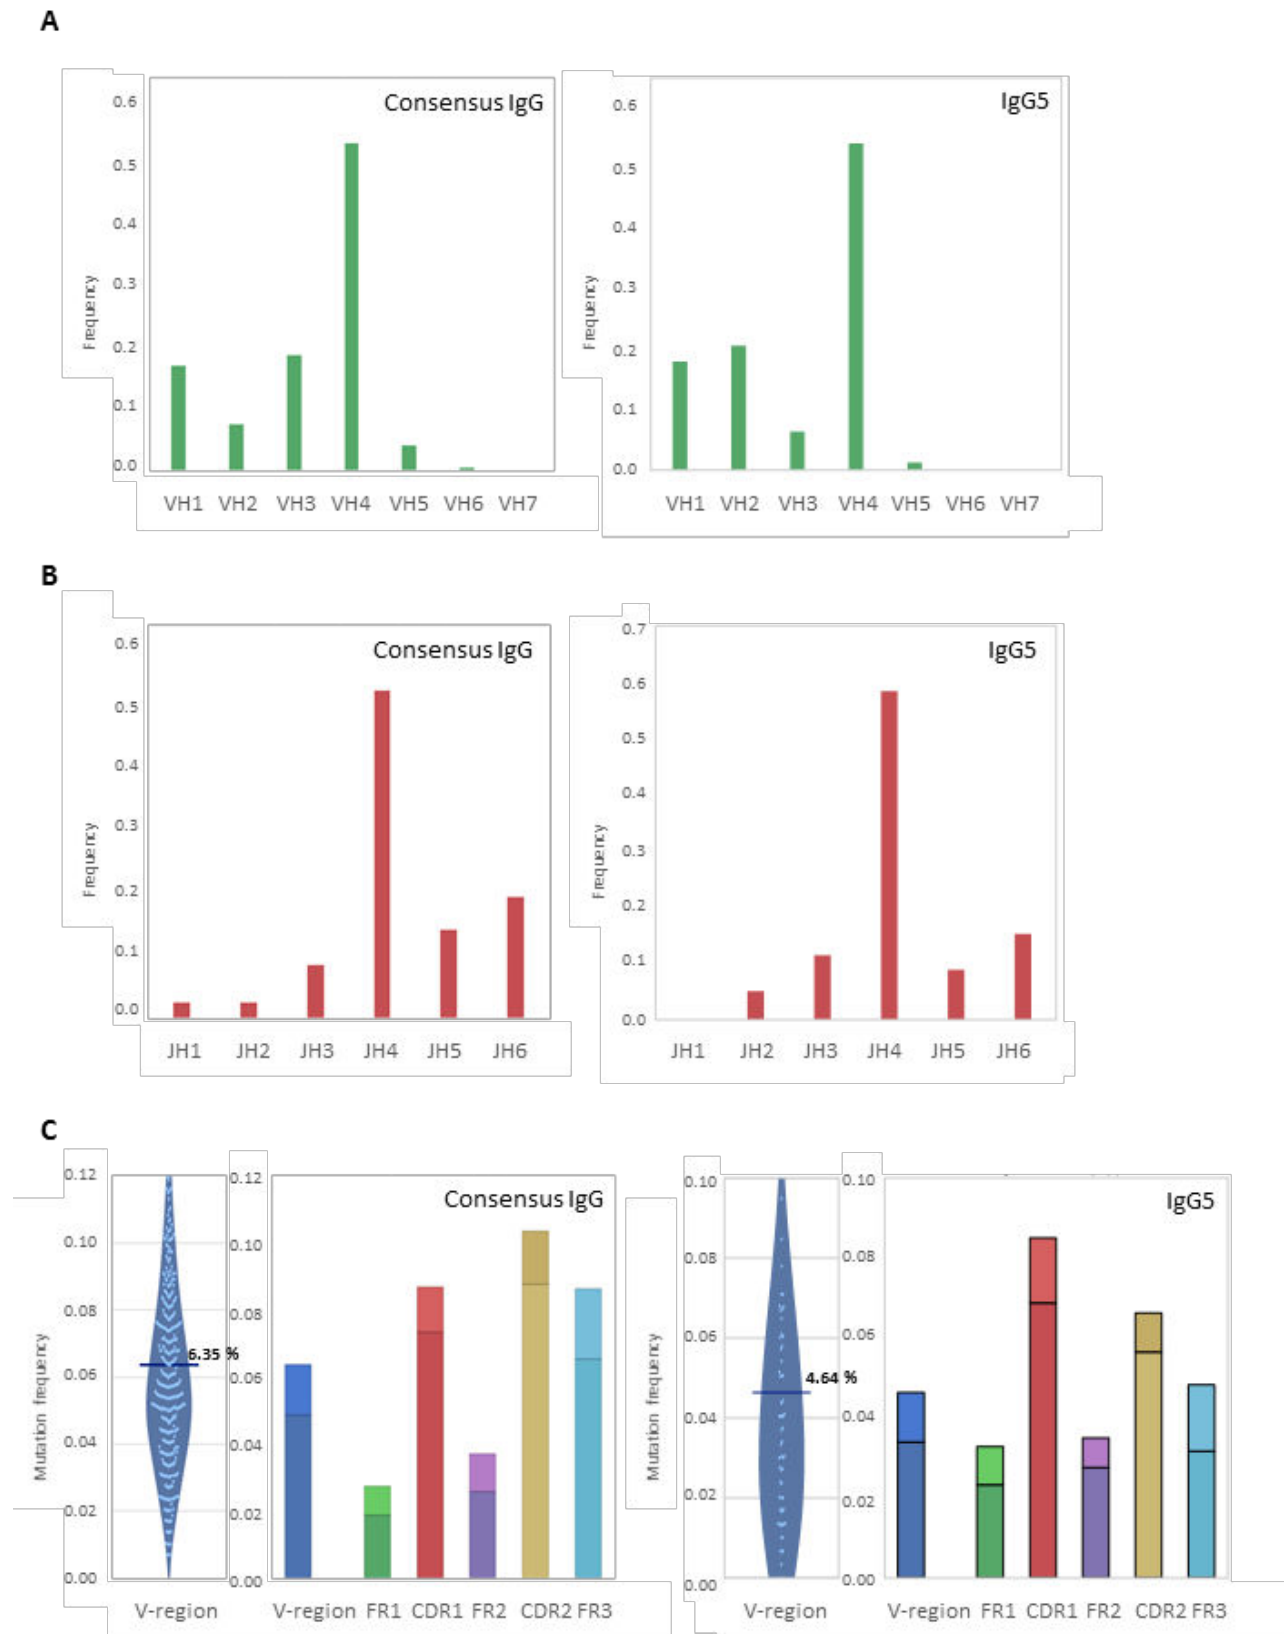 A
Consensus IgG
0.6
0.5
0.4
0.3
0.2
0.1
0.0
Frequency
VH1 VH2 VH3 VH4 VH5 VH6 VH7
IgG5
0.6
0.5
0.4
0.3
0.2
0.1
0.0
Frequency
VH1 VH2 VH3 VH4 VH5 VH6 VH7
B
Consensus IgG
0.6
0.5
0.4
0.3
0.2
0.1
0.0
Frequency
JH1 JH2 JH3 JH4 JH5 JH6
IgG5
0.7
0.6
0.5
0.4
0.3
0.2
0.1
0.0
Frequency
JH1 JH2 JH3 JH4 JH5 JH6
C
0.12
0.10
0.08
0.06
0.04
0.02
0.00
Mutation frequency
6.35 %
V-region
0.12
0.10
0.08
0.06
0.04
0.02
0.00
Consensus IgG
V-region FR1 CDR1 FR2 CDR2 FR3
0.10
0.08
0.06
0.04
0.02
0.00
Mutation frequency
4.64 %
V-region
0.10
0.08
0.06
0.04
0.02
0.00
IgG5
V-region FR1 CDR1 FR2 CDR2 FR3